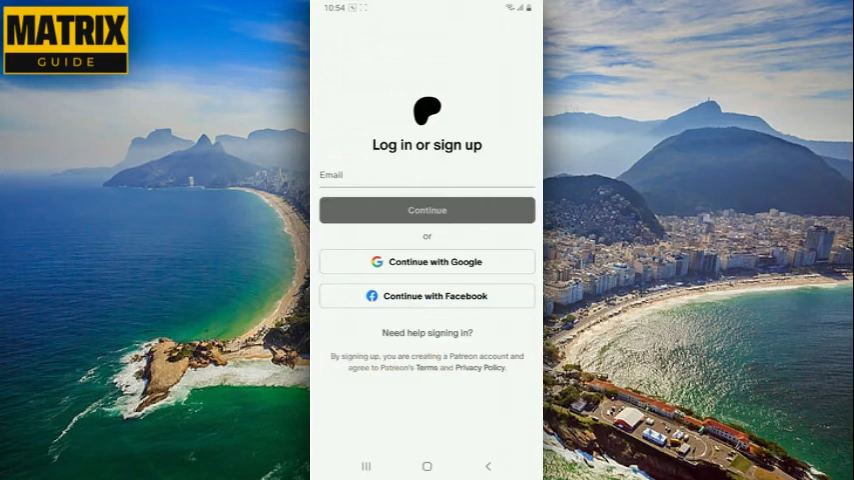 MATRIX
GUIDE
10:54
Log in or sign up
Email
Continue
or
Continue with Google
Continue with Facebook
Need help signing in?
By signing up, you are creating a Patreon account and
agree to Patreon's Terms and Privacy Policy.